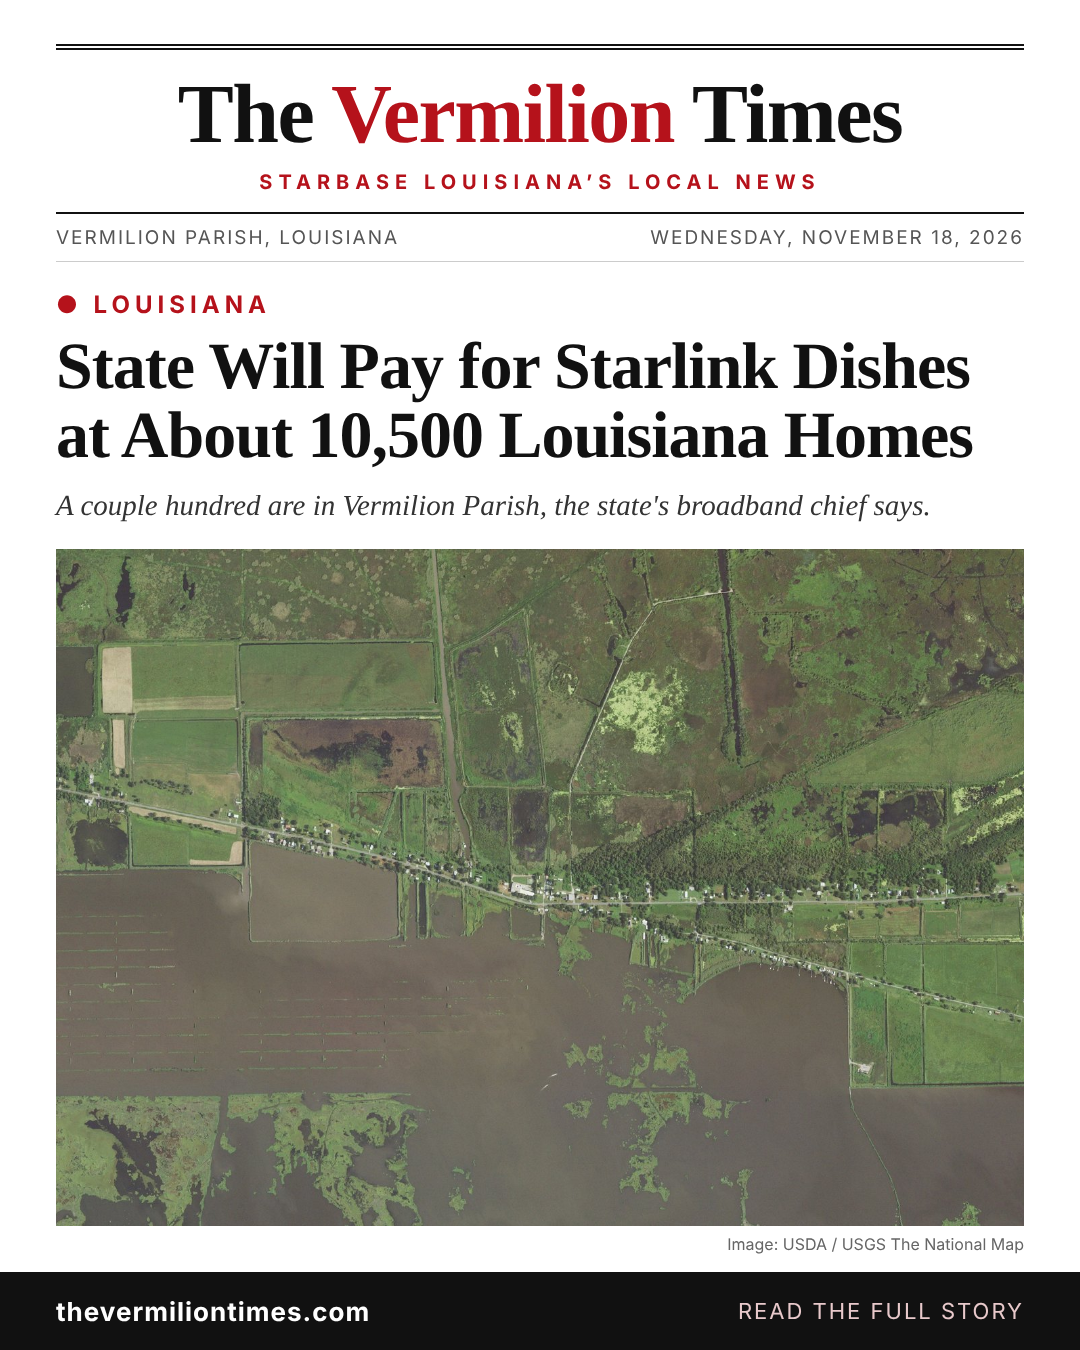 The Vermilion Times
STARBASE LOUISIANA’S LOCAL NEWS
VERMILION PARISH, LOUISIANA
WEDNESDAY, NOVEMBER 18, 2026
LOUISIANA
State Will Pay for Starlink Dishes
at About 10,500 Louisiana Homes
A couple hundred are in Vermilion Parish, the state's broadband chief says.
Image: USDA / USGS The National Map
thevermiliontimes.com
READ THE FULL STORY